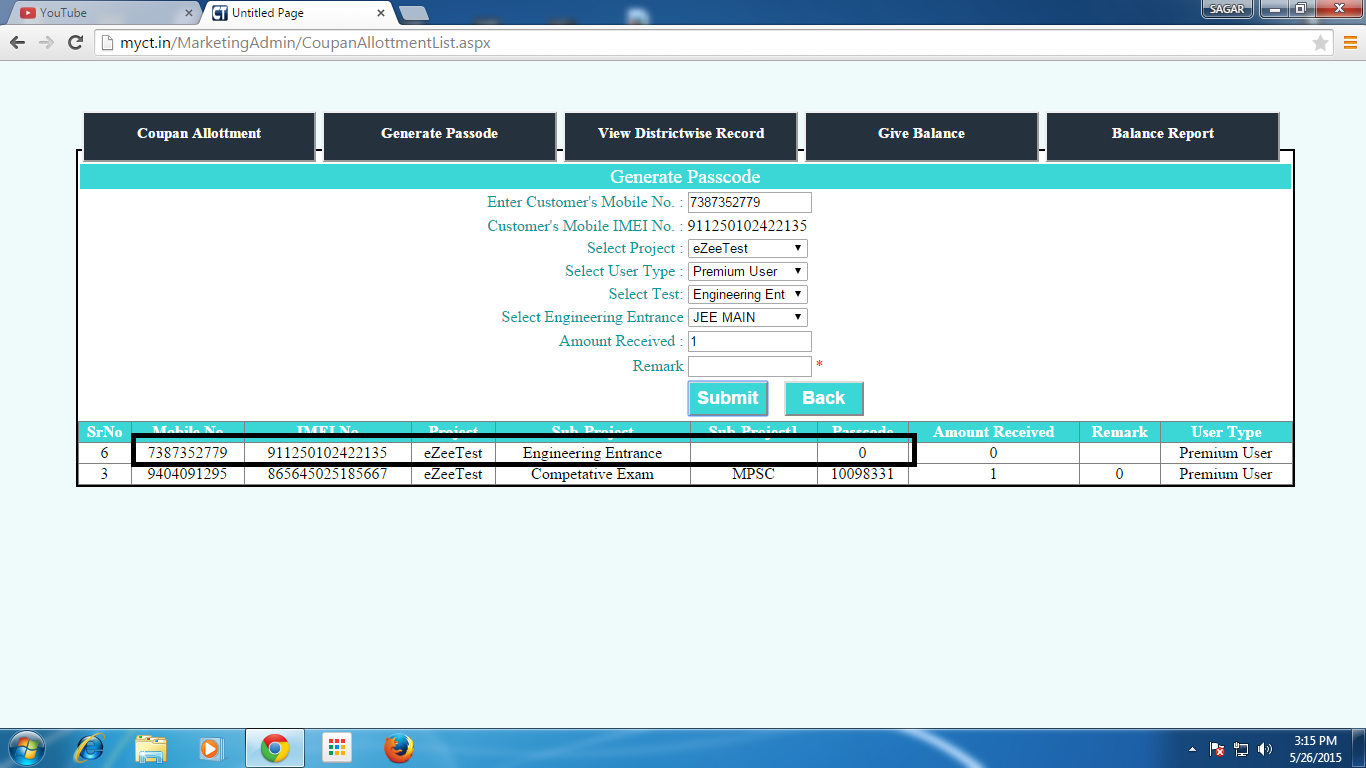 YouTube
Untitled Page
SAGAR
myct.in/MarketingAdmin/CoupanAllottmentList.aspx
Coupan Allottment
Generate Passode
View Districtwise Record
Give Balance
Balance Report
Generate Passcode
Enter Customer's Mobile No. : 7387352779
Customer's Mobile IMEI No. : 911250102422135
Select Project : eZeeTest
Select User Type : Premium User
Select Test: Engineering Ent
Select Engineering Entrance JEE MAIN
Amount Received : 1
Remark *
Submit Back
SrNo Mobile No IMEI No Project Sub Project Sub Project1 Passcode Amount Received Remark User Type
6 7387352779 911250102422135 eZeeTest Engineering Entrance 0 0 Premium User
3 9404091295 865645025185667 eZeeTest Competative Exam MPSC 10098331 1 0 Premium User
3:15 PM
5/26/2015